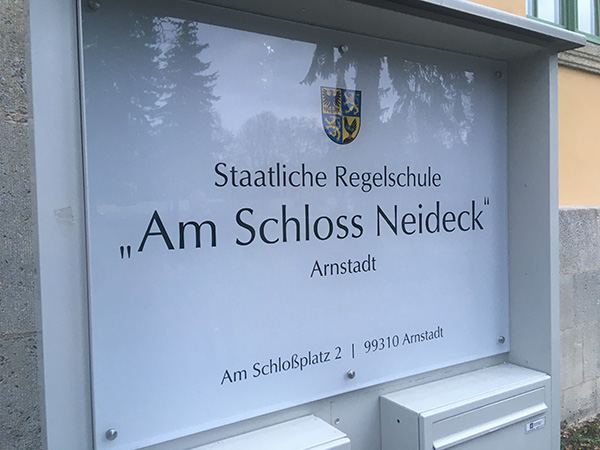 Staatliche Regelschule
„Am Schloss Neideck"
Arnstadt
Am Schloßplatz 2 | 99310 Arnstadt